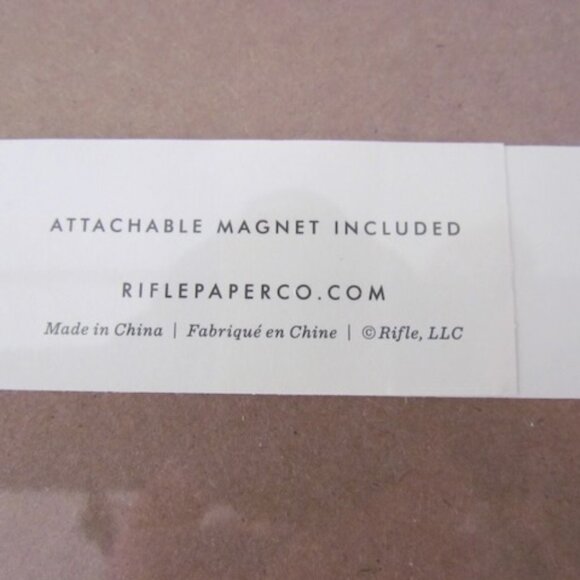 ATTACHABLE MAGNET INCLUDED
RIFLEPAPERCO.COM
Made in China | Fabriqué en Chine | ©Rifle, LLC